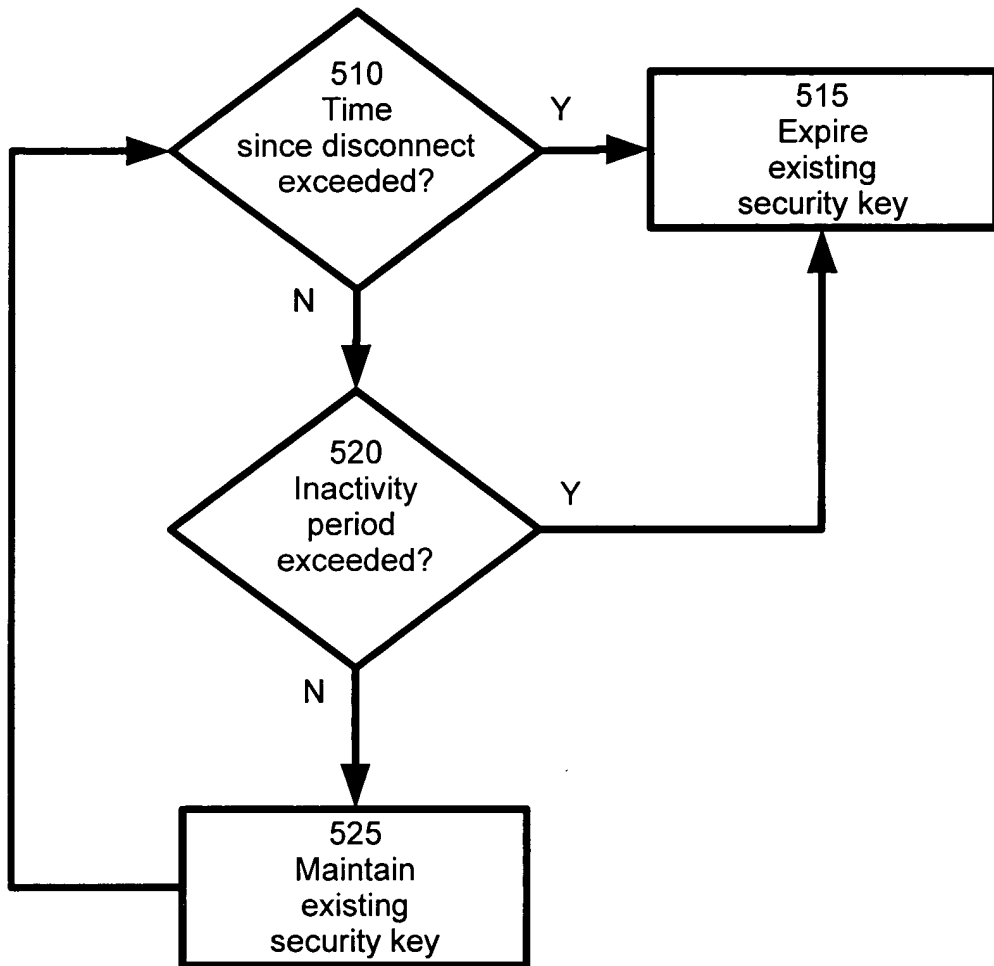 510
Time
since disconnect
exceeded?
Y
515
Expire
existing
security key
N
520
Inactivity
period
exceeded?
Y
N
525
Maintain
existing
security key